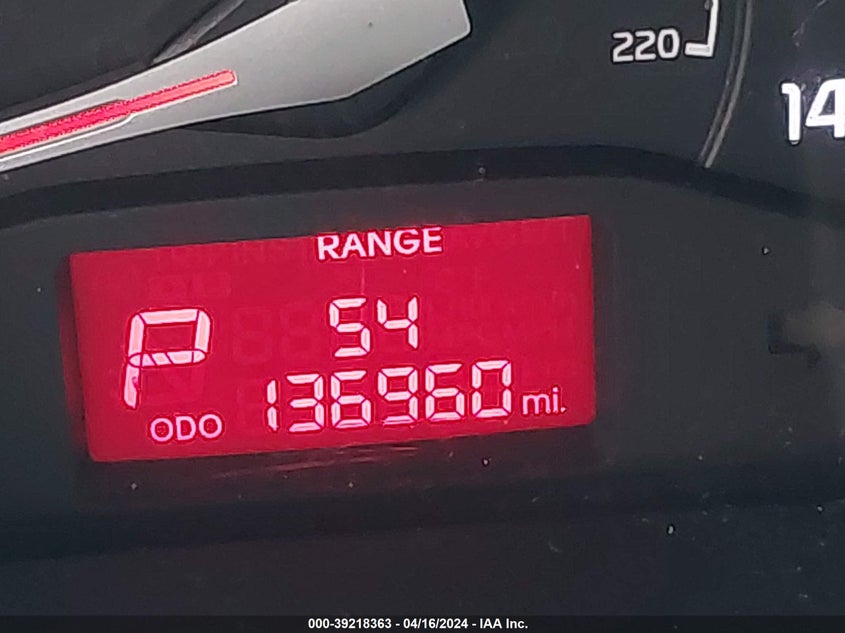 220
14
RANGE
P
54
136960 mi.
ODO
000-39218363 - 04/16/2024 - IAA Inc.